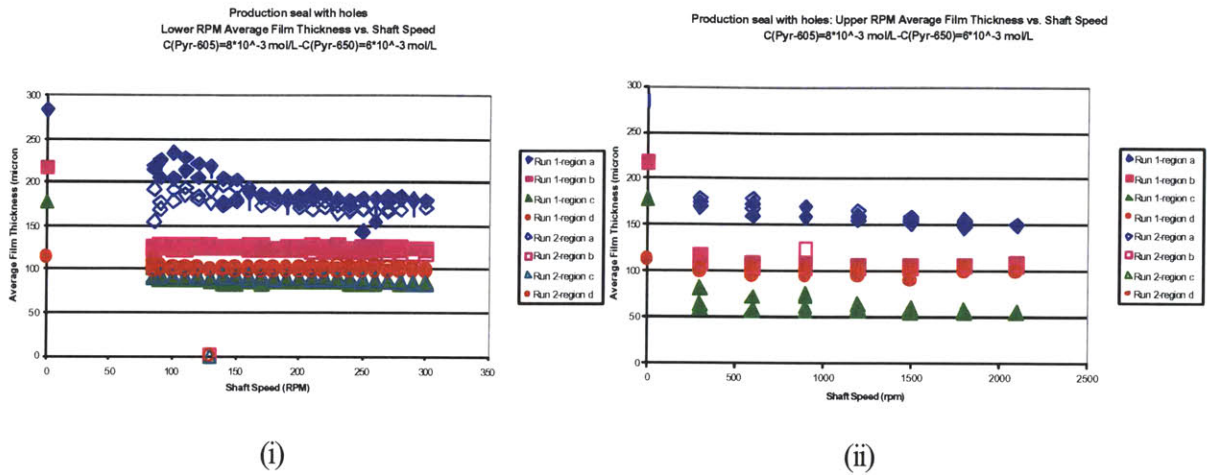 Production seal with holes
Lower RPM Average Film Thickness vs. Shaft Speed
C(Pyr-605)=8*10^-3 mol/L-C(Pyr-650)=6*10^-3 mol/L
Average Film Thickness (micron
300
250
200
150
100
50
0
0 50 100 150 200 250 300 350
Shaft Speed (RPM)
Run 1-region a
Run 1-region b
Run 1-region c
Run 1-region d
Run 2-region a
Run 2-region b
Run 2-region c
Run 2-region d
(i)
Production seal with holes: Upper RPM Average Film Thickness vs. Shaft Speed
C(Pyr-605)=8*10^-3 mol/L-C(Pyr-650)=6*10^-3 mol/L
Average Film Thickness (micron
300
250
200
150
100
50
0
0 500 1000 1500 2000 2500
Shaft Speed (rpm)
Run 1-region a
Run 1-region b
Run 1-region c
Run 1-region d
Run 2-region a
Run 2-region b
Run 2-region c
Run 2-region d
(ii)